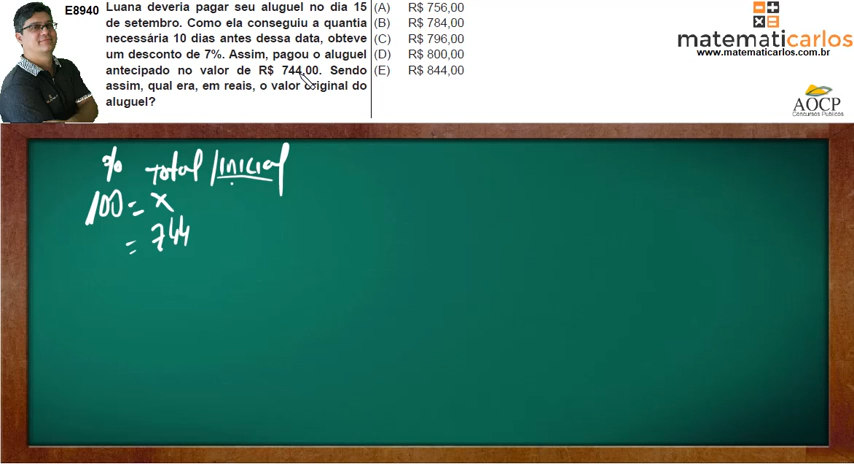 E8940
Luana deveria pagar seu aluguel no dia 15
de setembro. Como ela conseguiu a quantia
necessária 10 dias antes dessa data, obteve
um desconto de 7%. Assim, pagou o aluguel
antecipado no valor de R$ 744,00. Sendo
assim, qual era, em reais, o valor original do
aluguel?
(A) R$ 756,00
(B) R$ 784,00
(C) R$ 796,00
(D) R$ 800,00
(E) R$ 844,00
matematicarlos
www.matematicarlos.com.br
AOCP
Concursos Públicos
% Total /inicial
100 = x
= 744